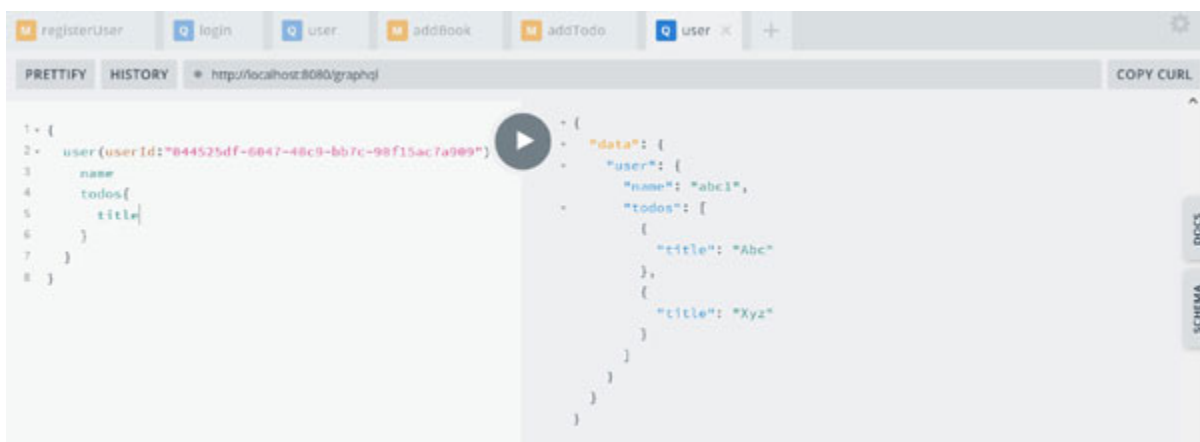 M registerUser Q login Q user M addBook M addTodo Q user × +
PRETTIFY HISTORY http://localhost:8080/graphql COPY CURL
1 {
2 user(userId:"044525df-6047-48c9-bb7c-98f15ac7a909")
3 name
4 todos{
5 title
6 }
7 }
8 }
{
"data": {
"user": {
"name": "abc1",
"todos": [
{
"title": "Abc"
},
{
"title": "Xyz"
}
]
}
}
}
DOCS
SCHEMA